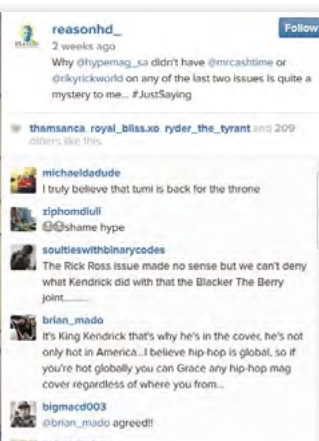 reasonhd_
Follow
2 weeks ago
Why @hypemag_sa didn't have @mrcashtime or
@rikyrickworld on any of the last two issues Is quite a
mystery to me... #JustSaying
thamsanca, royal_bliss.xo, ryder_the_tyrant and 209
others like this.
michaeldadude
I truly believe that tumi is back for the throne
ziphomdluli
shame hype
soultieswithbinarycodes
The Rick Ross issue made no sense but we can't deny
what Kendrick did with that the Blacker The Berry
joint..........
brian_mado
It's King Kendrick that's why he's in the cover, he's not
only hot in America...I believe hip-hop is global, so if
you're hot globally you can Grace any hip-hop mag
cover regardless of where you from...
bigmacd003
@brian_mado agreed!!